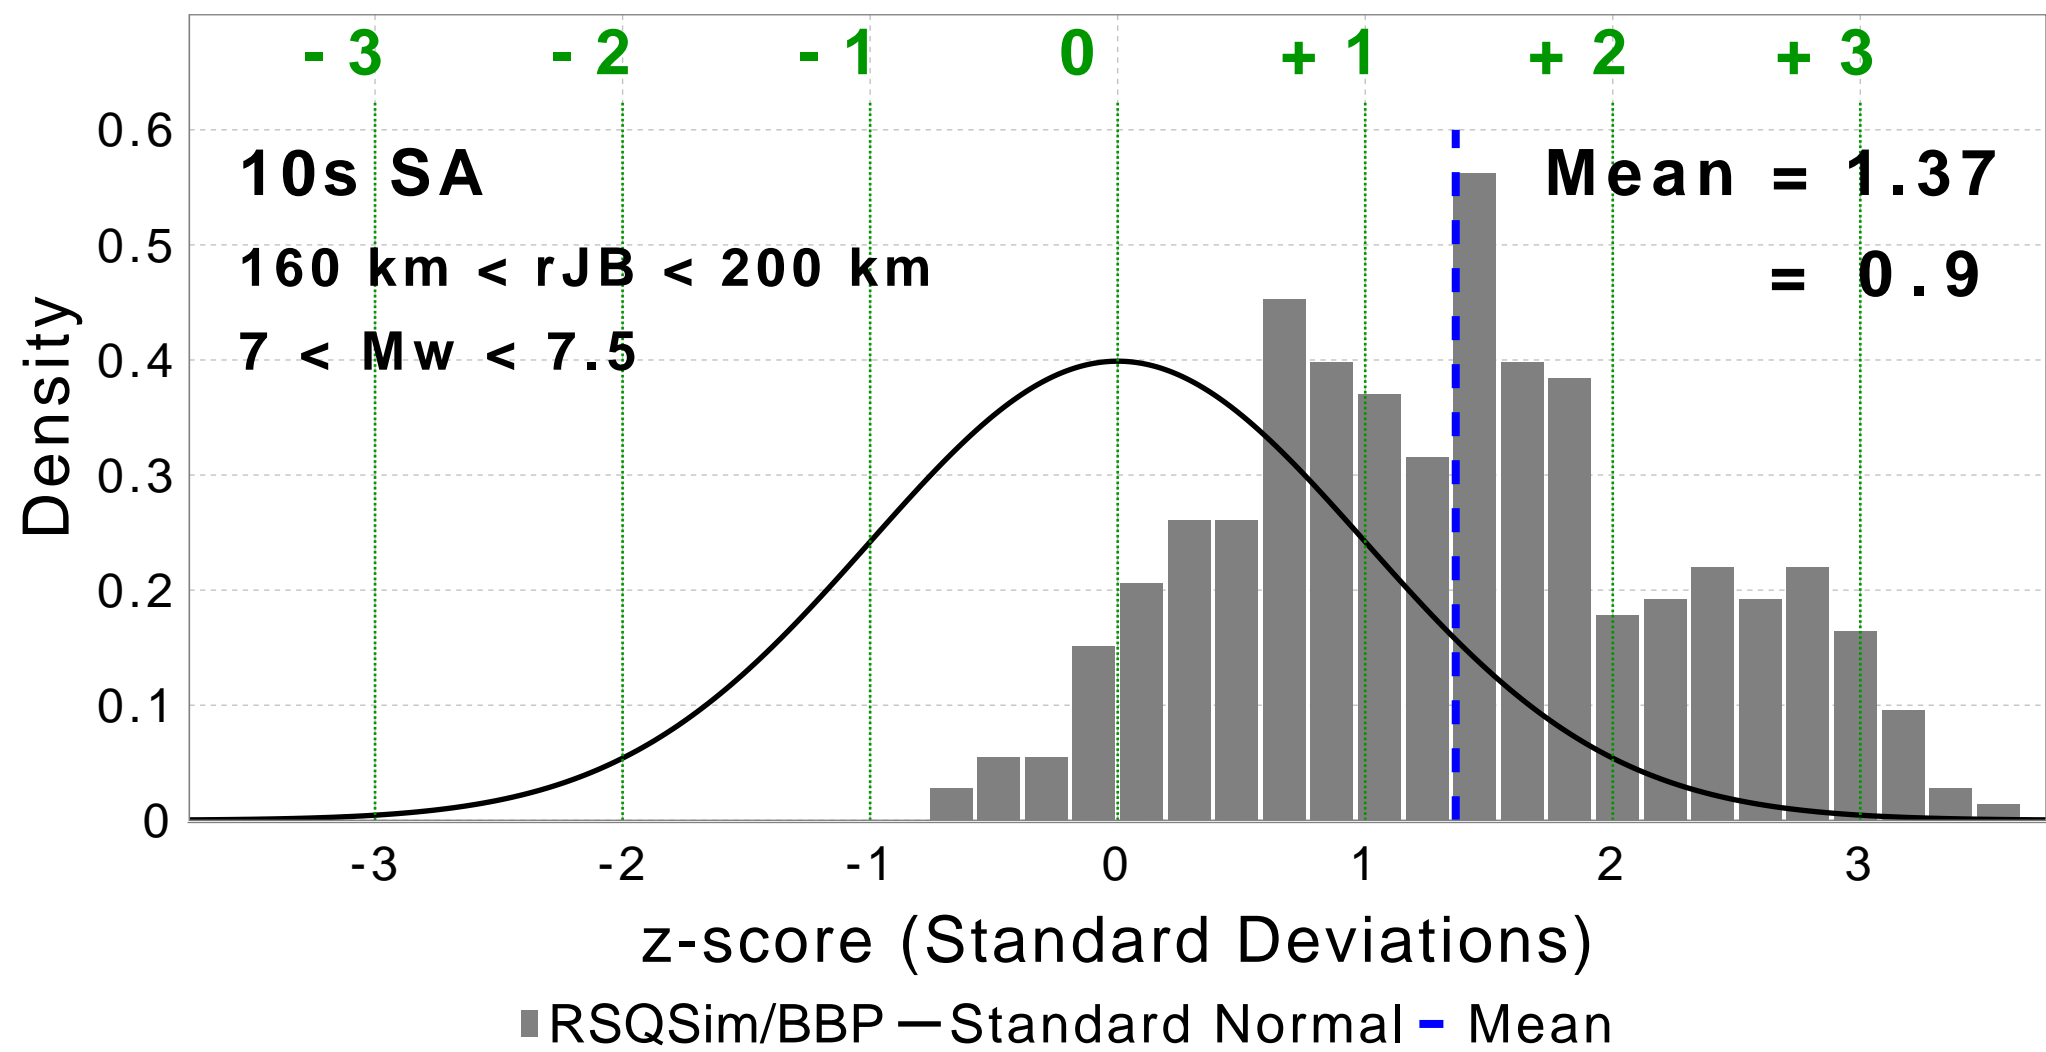 - 3 - 2 - 1 0 + 1 + 2 + 3
0.6
10s SA
Mean = 1.37
0.5
160 km < rJB < 200 km
= 0.9
0.4
7 < Mw < 7.5
0.3
0.2
0.1
0
Density
-3 -2 -1 0 1 2 3
z-score (Standard Deviations)
RSQSim/BBP Standard Normal Mean